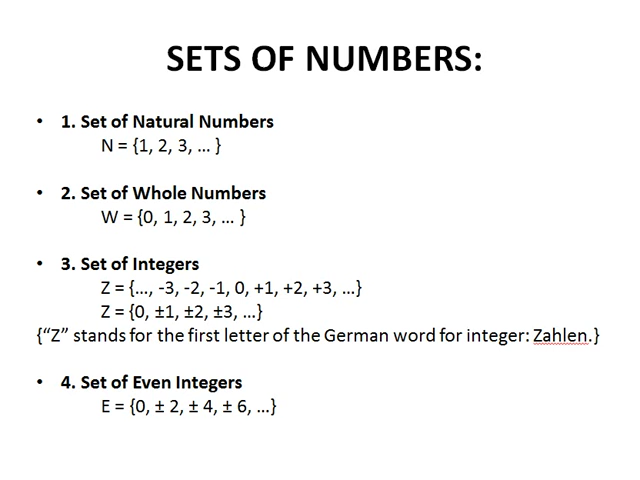 SETS OF NUMBERS:
• 1. Set of Natural Numbers
N = {1, 2, 3, … }
• 2. Set of Whole Numbers
W = {0, 1, 2, 3, … }
• 3. Set of Integers
Z = {…, -3, -2, -1, 0, +1, +2, +3, …}
Z = {0, ±1, ±2, ±3, …}
{“Z” stands for the first letter of the German word for integer: Zahlen.}
• 4. Set of Even Integers
E = {0, ± 2, ± 4, ± 6, …}